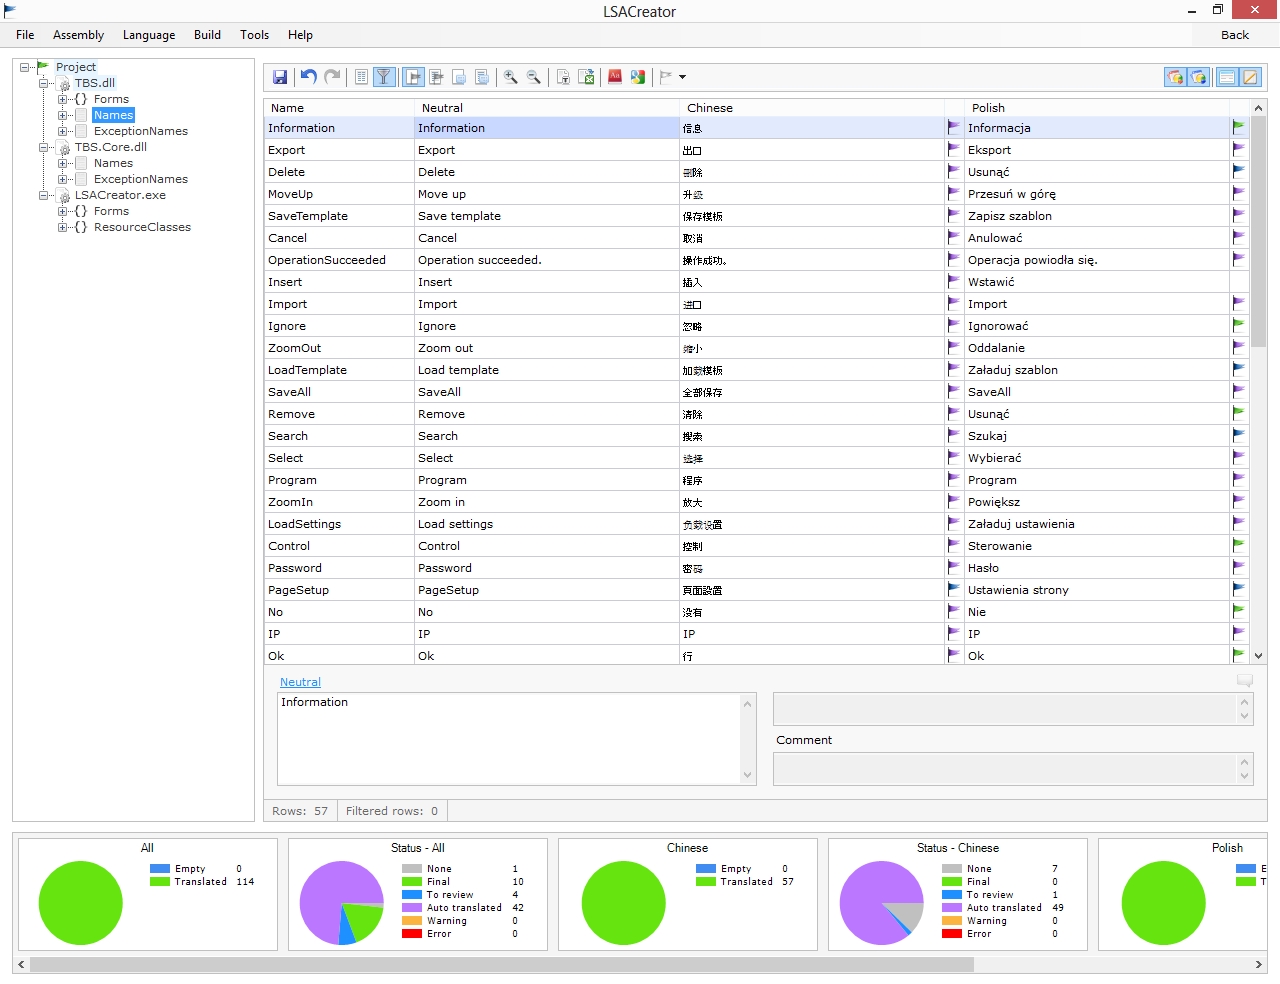 LSACreator
File Assembly Language Build Tools Help Back
Project
TBS.dll
Forms
Names
ExceptionNames
TBS.Core.dll
Names
ExceptionNames
LSACreator.exe
Forms
ResourceClasses
Name Neutral Chinese Polish
Information Information 信息 Informacja
Export Export 出口 Eksport
Delete Delete 删除 Usunąć
MoveUp Move up 升级 Przesuń w górę
SaveTemplate Save template 保存模板 Zapisz szablon
Cancel Cancel 取消 Anulować
OperationSucceeded Operation succeeded. 操作成功。 Operacja powiodła się.
Insert Insert 插入 Wstawić
Import Import 进口 Import
Ignore Ignore 忽略 Ignorować
ZoomOut Zoom out 缩小 Oddalanie
LoadTemplate Load template 加载模板 Załaduj szablon
SaveAll SaveAll 全部保存 SaveAll
Remove Remove 清除 Usunąć
Search Search 搜索 Szukaj
Select Select 选择 Wybierać
Program Program 程序 Program
ZoomIn Zoom in 放大 Powiększ
LoadSettings Load settings 负载设置 Załaduj ustawienia
Control Control 控制 Sterowanie
Password Password 密码 Hasło
PageSetup PageSetup 頁面設置 Ustawienia strony
No No 没有 Nie
IP IP IP IP
Ok Ok 行 Ok
Neutral
Information
Comment
Rows: 57 Filtered rows: 0
All
Empty 0
Translated 114
Status - All
None 1
Final 10
To review 4
Auto translated 42
Warning 0
Error 0
Chinese
Empty 0
Translated 57
Status - Chinese
None 7
Final 0
To review 1
Auto translated 49
Warning 0
Error 0
Polish
E
T